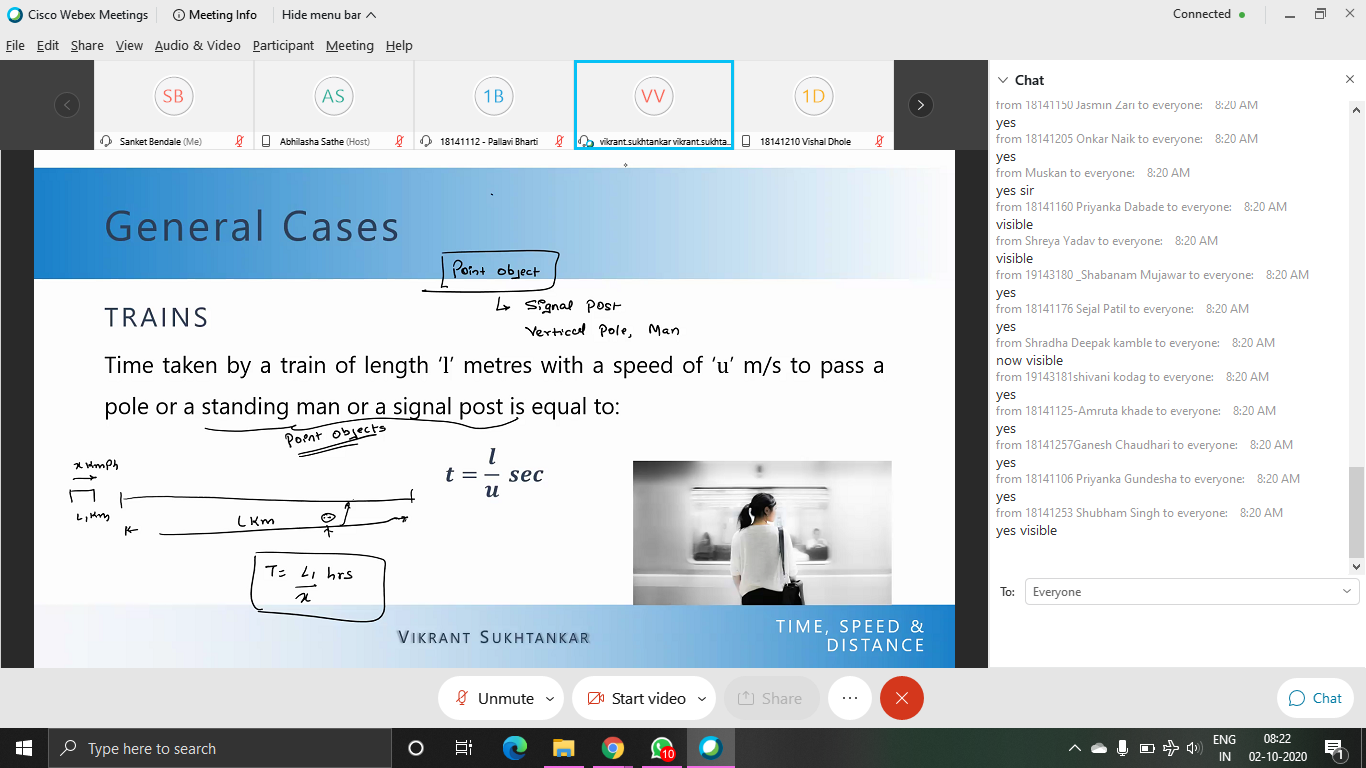 Cisco Webex Meetings
Meeting Info
Hide menu bar
Connected
File Edit Share View Audio & Video Participant Meeting Help
SB
AS
1B
VV
1D
Sanket Bendale (Me)
Abhilasha Sathe (Host)
18141112 - Pallavi Bharti
vikrant.sukhtankar vikrant.sukhta...
18141210 Vishal Dhole
General Cases
Point object
Signal Post
Vertical Pole, Man
TRAINS
Time taken by a train of length 'l' metres with a speed of 'u' m/s to pass a
pole or a standing man or a signal post is equal to:
Point objects
t = l/u sec
x kmph
L1 km
L km
T = L1/x hrs
VIKRANT SUKHTANKAR
TIME, SPEED &
DISTANCE
Chat
from 18141150 Jasmin Zari to everyone: 8:20 AM
yes
from 18141205 Onkar Naik to everyone: 8:20 AM
yes
from Muskan to everyone: 8:20 AM
yes sir
from 18141160 Priyanka Dabade to everyone: 8:20 AM
visible
from Shreya Yadav to everyone: 8:20 AM
visible
from 19143180 _Shabanam Mujawar to everyone: 8:20 AM
yes
from 18141176 Sejal Patil to everyone: 8:20 AM
yes
from Shradha Deepak kamble to everyone: 8:20 AM
now visible
from 19143181shivani kodag to everyone: 8:20 AM
yes
from 18141125-Amruta khade to everyone: 8:20 AM
yes
from 18141257Ganesh Chaudhari to everyone: 8:20 AM
yes
from 18141106 Priyanka Gundesha to everyone: 8:20 AM
yes
from 18141253 Shubham Singh to everyone: 8:20 AM
yes visible
To: Everyone
Unmute
Start video
Share
Chat
Type here to search
10
ENG
IN
08:22
02-10-2020
1